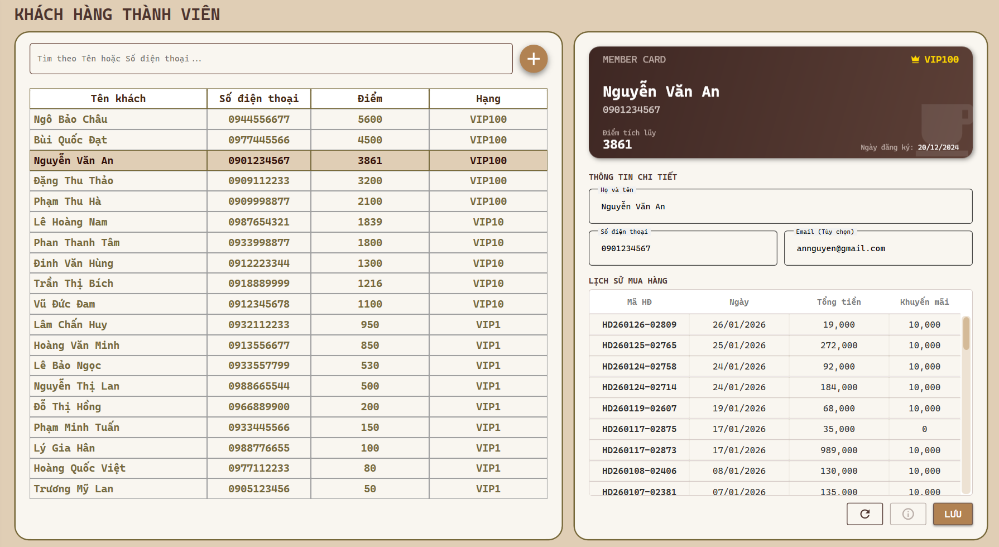 KHÁCH HÀNG THÀNH VIÊN
Tìm theo Tên hoặc Số điện thoại...
Tên khách Số điện thoại Điểm Hạng
Ngô Bảo Châu 0944556677 5600 VIP100
Bùi Quốc Đạt 0977445566 4500 VIP100
Nguyễn Văn An 0901234567 3861 VIP100
Đặng Thu Thảo 0909112233 3200 VIP100
Phạm Thu Hà 0909998877 2100 VIP100
Lê Hoàng Nam 0987654321 1839 VIP10
Phan Thanh Tâm 0933998877 1800 VIP10
Đinh Văn Hùng 0912223344 1300 VIP10
Trần Thị Bích 0918889999 1216 VIP10
Vũ Đức Đam 0912345678 1100 VIP10
Lâm Chấn Huy 0932112233 950 VIP1
Hoàng Văn Minh 0913556677 850 VIP1
Lê Bảo Ngọc 0933557799 530 VIP1
Nguyễn Thị Lan 0988665544 500 VIP1
Đỗ Thị Hồng 0966889900 200 VIP1
Phạm Minh Tuấn 0933445566 150 VIP1
Lý Gia Hân 0988776655 100 VIP1
Hoàng Quốc Việt 0977112233 80 VIP1
Trương Mỹ Lan 0905123456 50 VIP1
MEMBER CARD VIP100
Nguyễn Văn An
0901234567
Điểm tích lũy
3861
Ngày đăng ký: 20/12/2024
THÔNG TIN CHI TIẾT
Họ và tên
Nguyễn Văn An
Số điện thoại Email (Tùy chọn)
0901234567 annguyen@gmail.com
LỊCH SỬ MUA HÀNG
Mã HĐ Ngày Tổng tiền Khuyến mãi
HD260126-02809 26/01/2026 19,000 10,000
HD260125-02765 25/01/2026 272,000 10,000
HD260124-02758 24/01/2026 92,000 10,000
HD260124-02714 24/01/2026 184,000 10,000
HD260119-02607 19/01/2026 68,000 10,000
HD260117-02875 17/01/2026 35,000 0
HD260117-02873 17/01/2026 989,000 10,000
HD260108-02406 08/01/2026 130,000 10,000
HD260107-02381 07/01/2026 135,000 10,000
LƯU